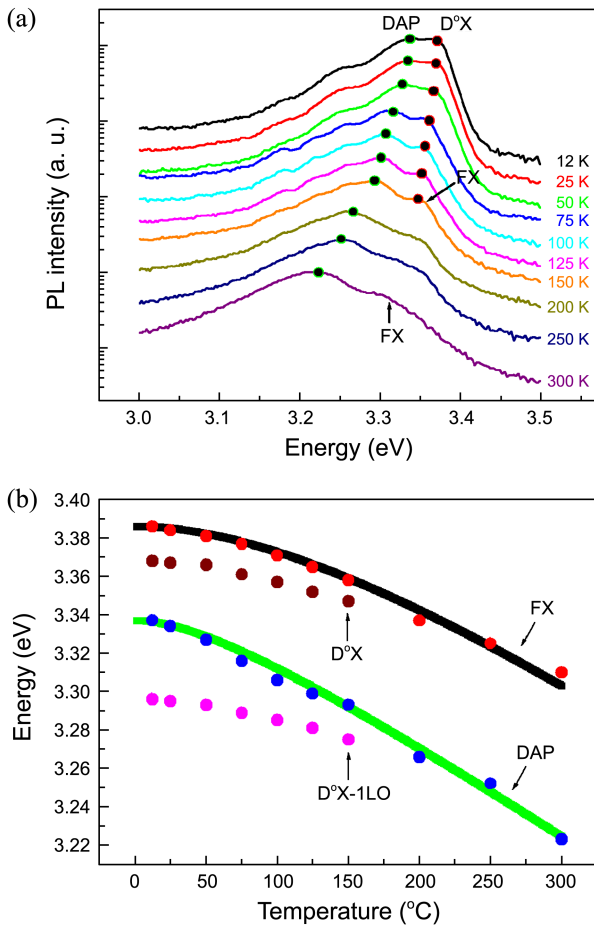 (a)
DAP D°X
PL intensity (a. u.)
FX
FX
12 K
25 K
50 K
75 K
100 K
125 K
150 K
200 K
250 K
300 K
3.0 3.1 3.2 3.3 3.4 3.5
Energy (eV)
(b)
3.40
3.38
3.36
3.34
3.32
3.30
3.28
3.26
3.24
3.22
Energy (eV)
FX
D°X
DAP
D°X-1LO
0 50 100 150 200 250 300
Temperature (°C)